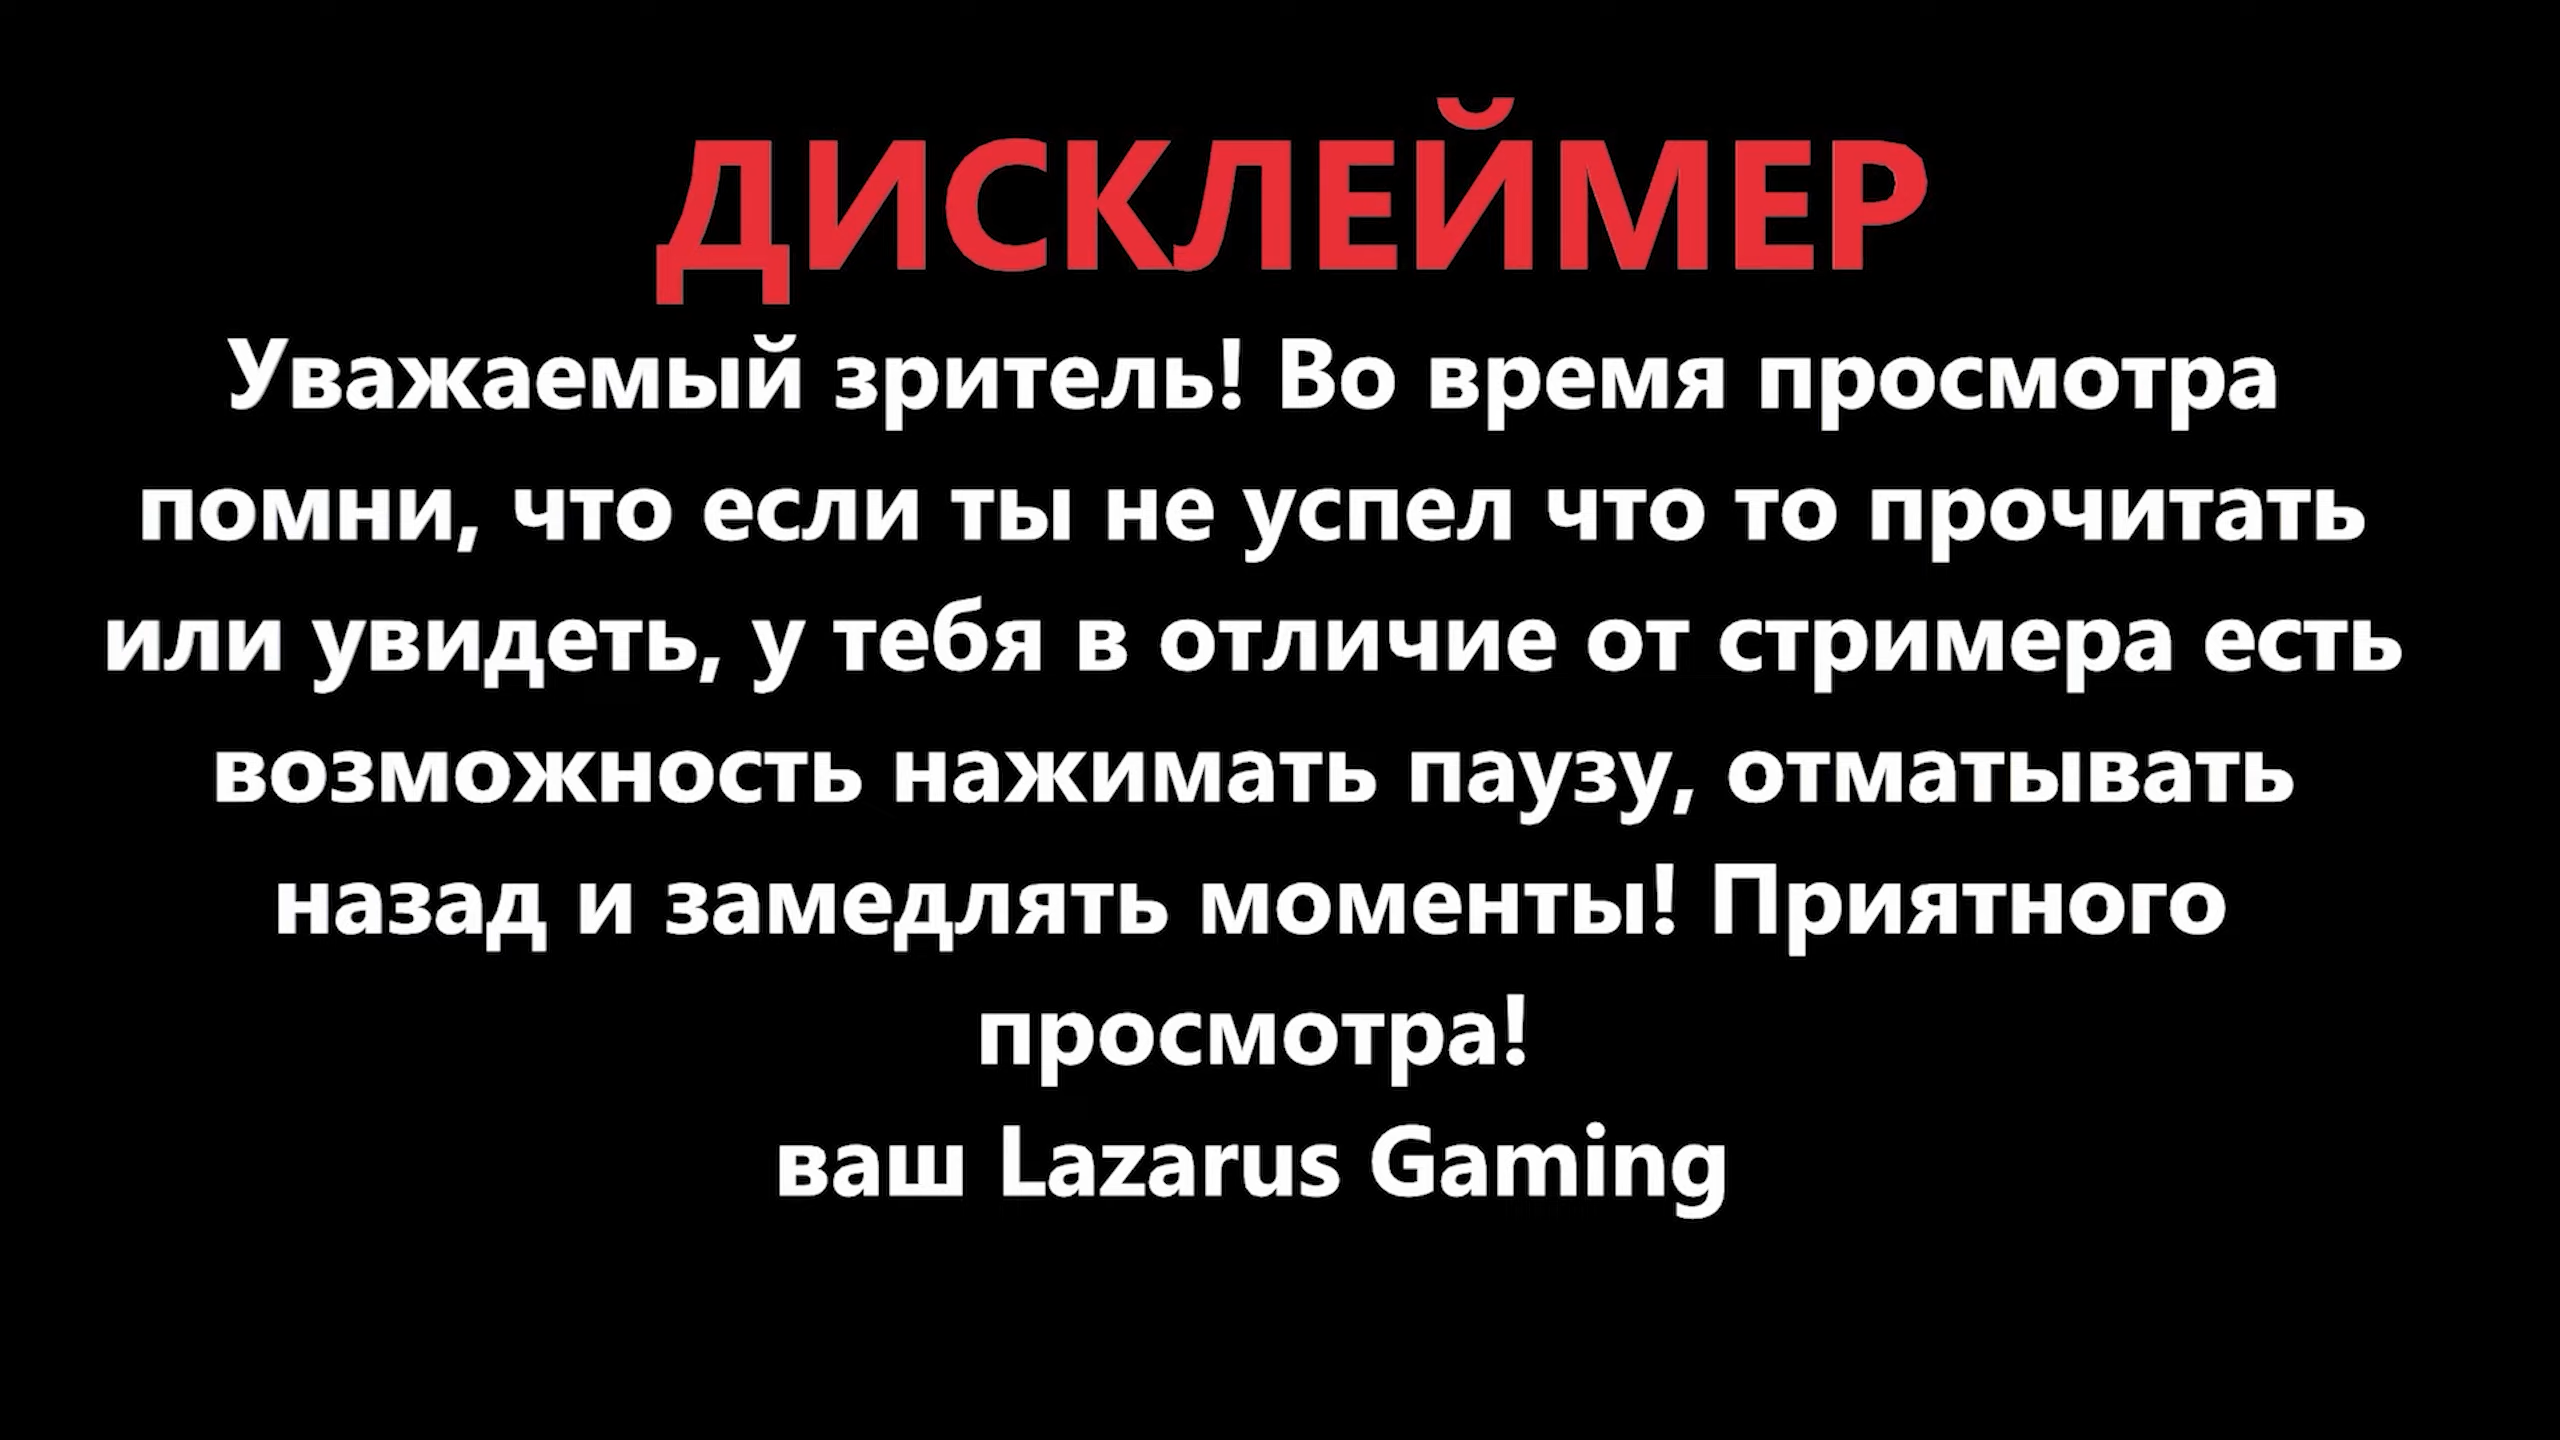 ДИСКЛЕЙМЕР
Уважаемый зритель! Во время просмотра
помни, что если ты не успел что то прочитать
или увидеть, у тебя в отличие от стримера есть
возможность нажимать паузу, отматывать
назад и замедлять моменты! Приятного
просмотра!
ваш Lazarus Gaming